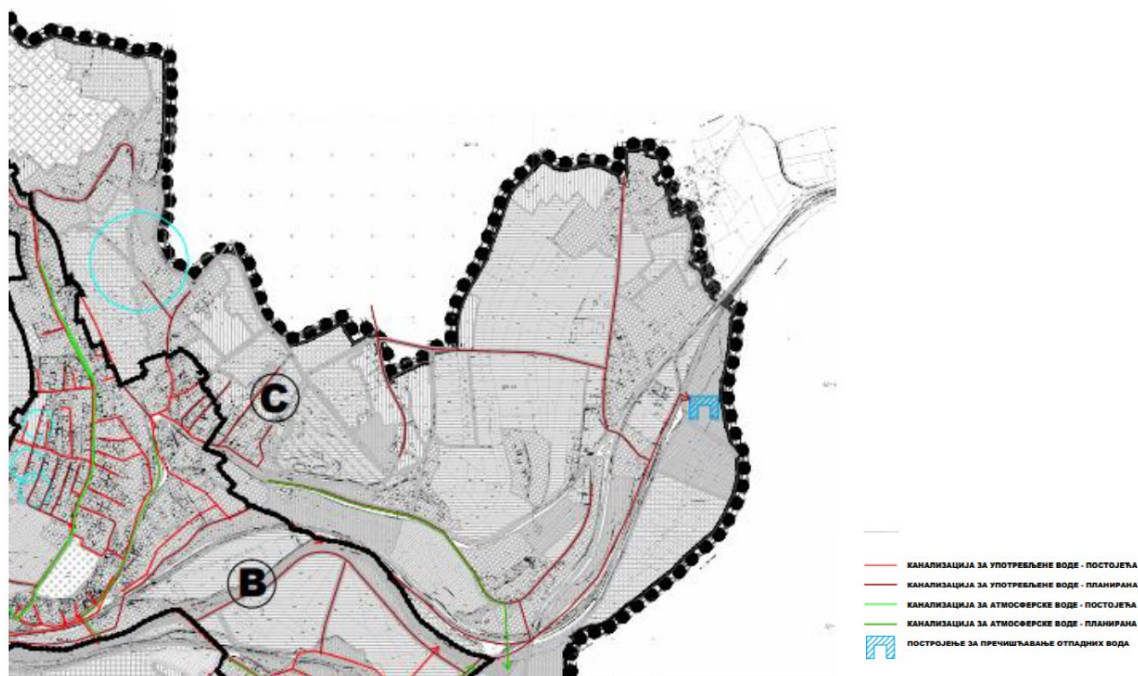 C
B
КАНАЛИЗАЦИЈА ЗА УПОТРЕБЉЕНЕ ВОДЕ - ПОСТОЈЕЋА
КАНАЛИЗАЦИЈА ЗА УПОТРЕБЉЕНЕ ВОДЕ - ПЛАНИРАНА
КАНАЛИЗАЦИЈА ЗА АТМОСФЕРСКЕ ВОДЕ - ПОСТОЈЕЋА
КАНАЛИЗАЦИЈА ЗА АТМОСФЕРСКЕ ВОДЕ - ПЛАНИРАНА
ПОСТРОЈЕЊЕ ЗА ПРЕЧИШЋАВАЊЕ ОТПАДНИХ ВОДА